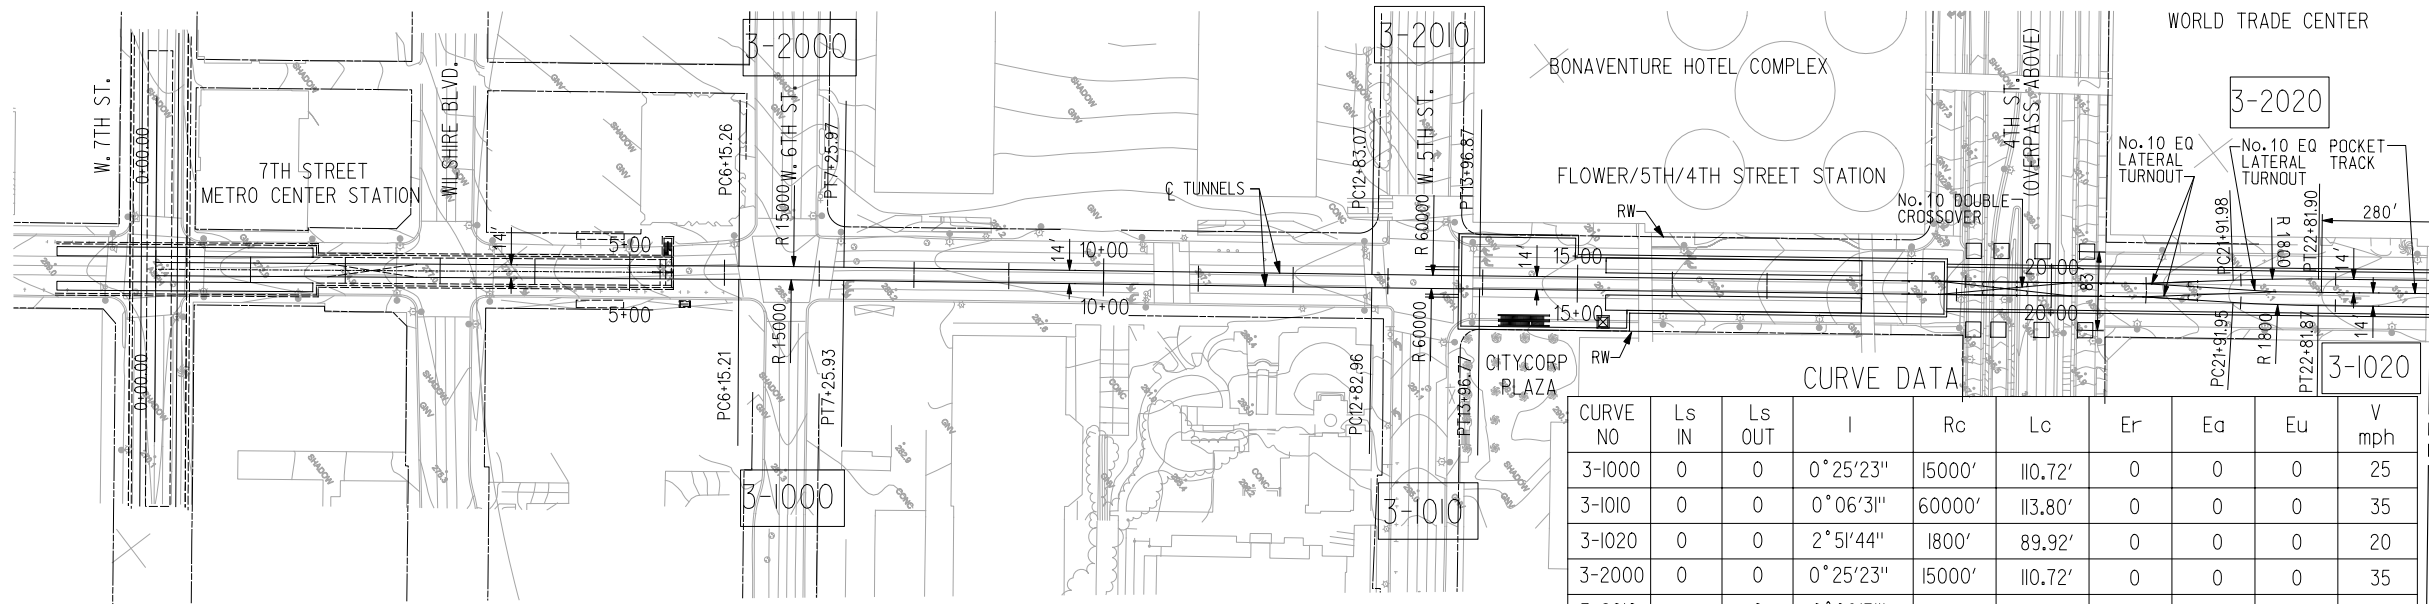 3-2000
3-2010
WORLD TRADE CENTER
BONAVENTURE HOTEL COMPLEX
3-2020
W. 7TH ST.
WILSHIRE BLVD.
W. 6TH ST.
W. 5TH ST.
4TH ST.
(OVERPASS ABOVE)
0+00.00
PC6+15.26
R 15000
PT7+25.97
PC12+83.07
R 60000
PT13+96.87
No.10 EQ
LATERAL
TURNOUT
No.10 EQ
LATERAL
TURNOUT
POCKET
TRACK
7TH STREET
METRO CENTER STATION
FLOWER/5TH/4TH STREET STATION
℄ TUNNELS
RW
No.10 DOUBLE
CROSSOVER
PC21+91.98
R 1800
PT22+81.90
280'
5+00
14'
14'
10+00
14'
15+00
20+00
83'
14'
5+00
10+00
15+00
20+00
14'
0+00.00
PC6+15.21
R 15000
PT7+25.93
PC12+82.96
R 60000
PT13+96.77
RW
CITYCORP
PLAZA
PC21+91.95
R 1800
PT22+81.87
3-1020
3-1000
3-1010
CURVE DATA
CURVE NO Ls IN Ls OUT I Rc Lc Er Ea Eu V mph
3-1000 0 0 0°25'23" 15000' 110.72' 0 0 0 25
3-1010 0 0 0°06'31" 60000' 113.80' 0 0 0 35
3-1020 0 0 2°51'44" 1800' 89.92' 0 0 0 20
3-2000 0 0 0°25'23" 15000' 110.72' 0 0 0 35